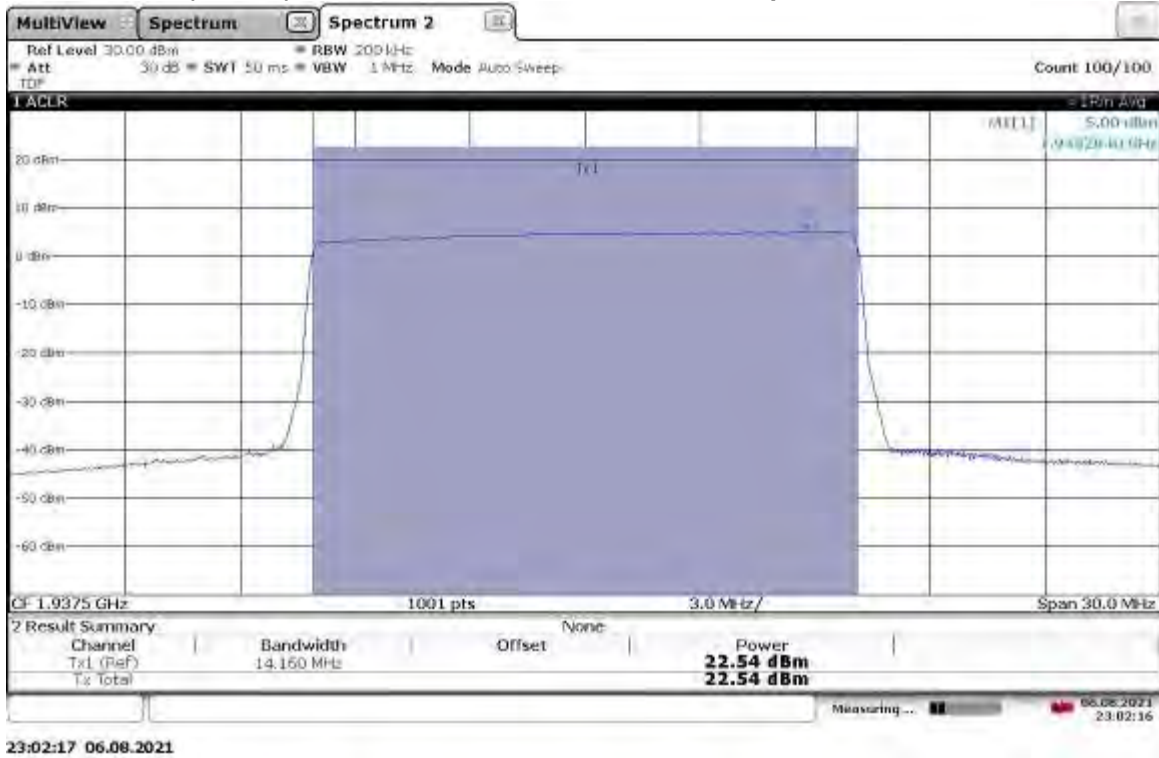 MultiView Spectrum Spectrum 2
Ref Level 30.00 dBm RBW 200 kHz
Att 30 dB SWT 50 ms VBW 1 MHz Mode Auto Sweep Count 100/100
TDF
1 ACLR 1Rm Avg
M1[1] 5.00 dBm
GHz
Tx1
20 dBm
10 dBm
0 dBm
-10 dBm
-20 dBm
-30 dBm
-40 dBm
-50 dBm
-60 dBm
CF 1.9375 GHz 1001 pts 3.0 MHz/ Span 30.0 MHz
2 Result Summary None
Channel Bandwidth Offset Power
Tx1 (Ref) 14.160 MHz 22.54 dBm
Tx Total 22.54 dBm
Measuring... 06.08.2021
23:02:16
23:02:17 06.08.2021